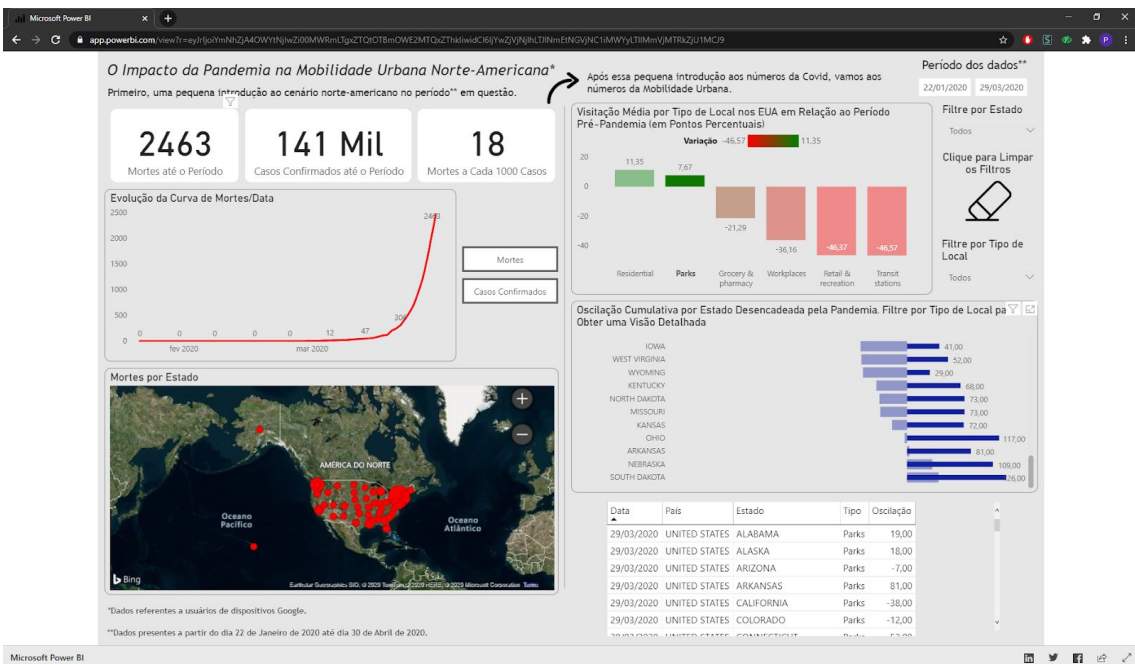 Microsoft Power BI
app.powerbi.com
O Impacto da Pandemia na Mobilidade Urbana Norte-Americana*
Primeiro, uma pequena introdução ao cenário norte-americano no período** em questão.
2463
Mortes até o Período
141 Mil
Casos Confirmados até o Período
18
Mortes a Cada 1000 Casos
Evolução da Curva de Mortes/Data
2500
2000
1500
1000
500
0
0 0 0 0 0 12 47 306 2463
fev 2020 mar 2020
Mortes
Casos Confirmados
Mortes por Estado
AMÉRICA DO NORTE
Oceano
Pacífico
Oceano
Atlântico
Bing
*Dados referentes a usuários de dispositivos Google.
**Dados presentes a partir do dia 22 de Janeiro de 2020 até dia 30 de Abril de 2020.
Após essa pequena introdução aos números da Covid, vamos aos
números da Mobilidade Urbana.
Visitação Média por Tipo de Local nos EUA em Relação ao Período
Pré-Pandemia (em Pontos Percentuais)
Variação -46,57 11,35
20
0
-20
-40
11,35
7,67
-21,29
-36,16
-46,37
-46,57
Residential Parks Grocery & Workplaces Retail & Transit
pharmacy recreation stations
Período dos dados**
22/01/2020 29/03/2020
Filtre por Estado
Todos
Clique para Limpar
os Filtros
Filtre por Tipo de
Local
Todos
Oscilação Cumulativa por Estado Desencadeada pela Pandemia. Filtre por Tipo de Local pa
Obter uma Visão Detalhada
IOWA 41,00
WEST VIRGINIA 52,00
WYOMING 29,00
KENTUCKY 68,00
NORTH DAKOTA 73,00
MISSOURI 73,00
KANSAS 72,00
OHIO 117,00
ARKANSAS 81,00
NEBRASKA 109,00
SOUTH DAKOTA 26,00
Data País Estado Tipo Oscilação
29/03/2020 UNITED STATES ALABAMA Parks 19,00
29/03/2020 UNITED STATES ALASKA Parks 18,00
29/03/2020 UNITED STATES ARIZONA Parks -7,00
29/03/2020 UNITED STATES ARKANSAS Parks 81,00
29/03/2020 UNITED STATES CALIFORNIA Parks -38,00
29/03/2020 UNITED STATES COLORADO Parks -12,00
Microsoft Power BI